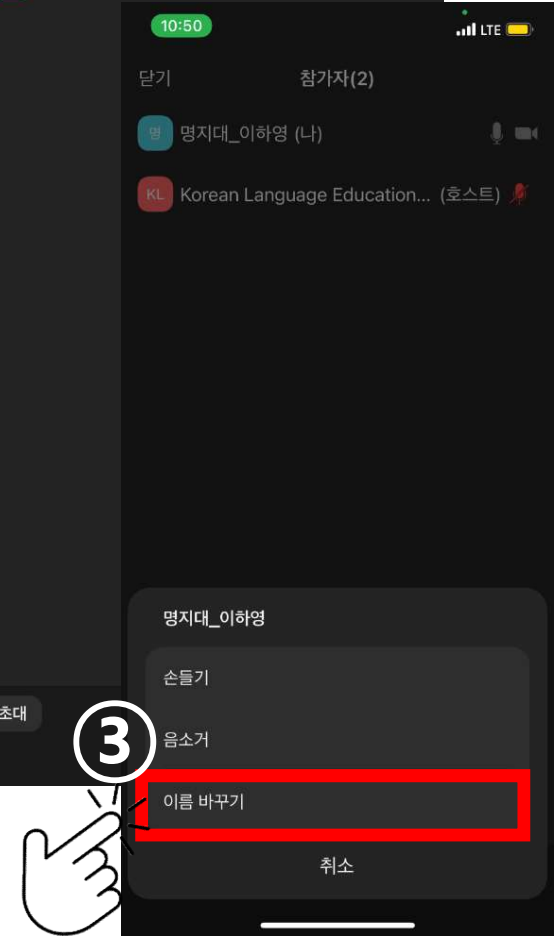 10:50
LTE
닫기
참가자(2)
명
명지대_이하영 (나)
KL
Korean Language Education... (호스트)
명지대_이하영
손들기
초대
3
음소거
이름 바꾸기
취소